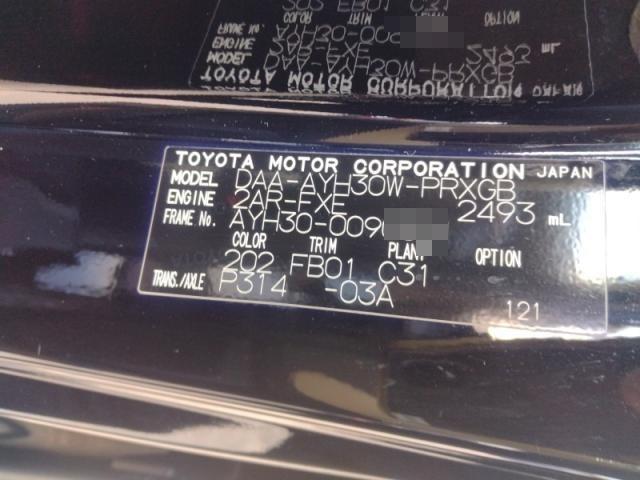 TOYOTA MOTOR CORPORATION JAPAN
MODEL DAA-AYH30W-PRXGB
ENGINE 2AR-FXE 2493 mL
FRAME No. AYH30-009
COLOR TRIM PLANT OPTION
202 FB01 C31
TRANS./AXLE P314 -03A
121